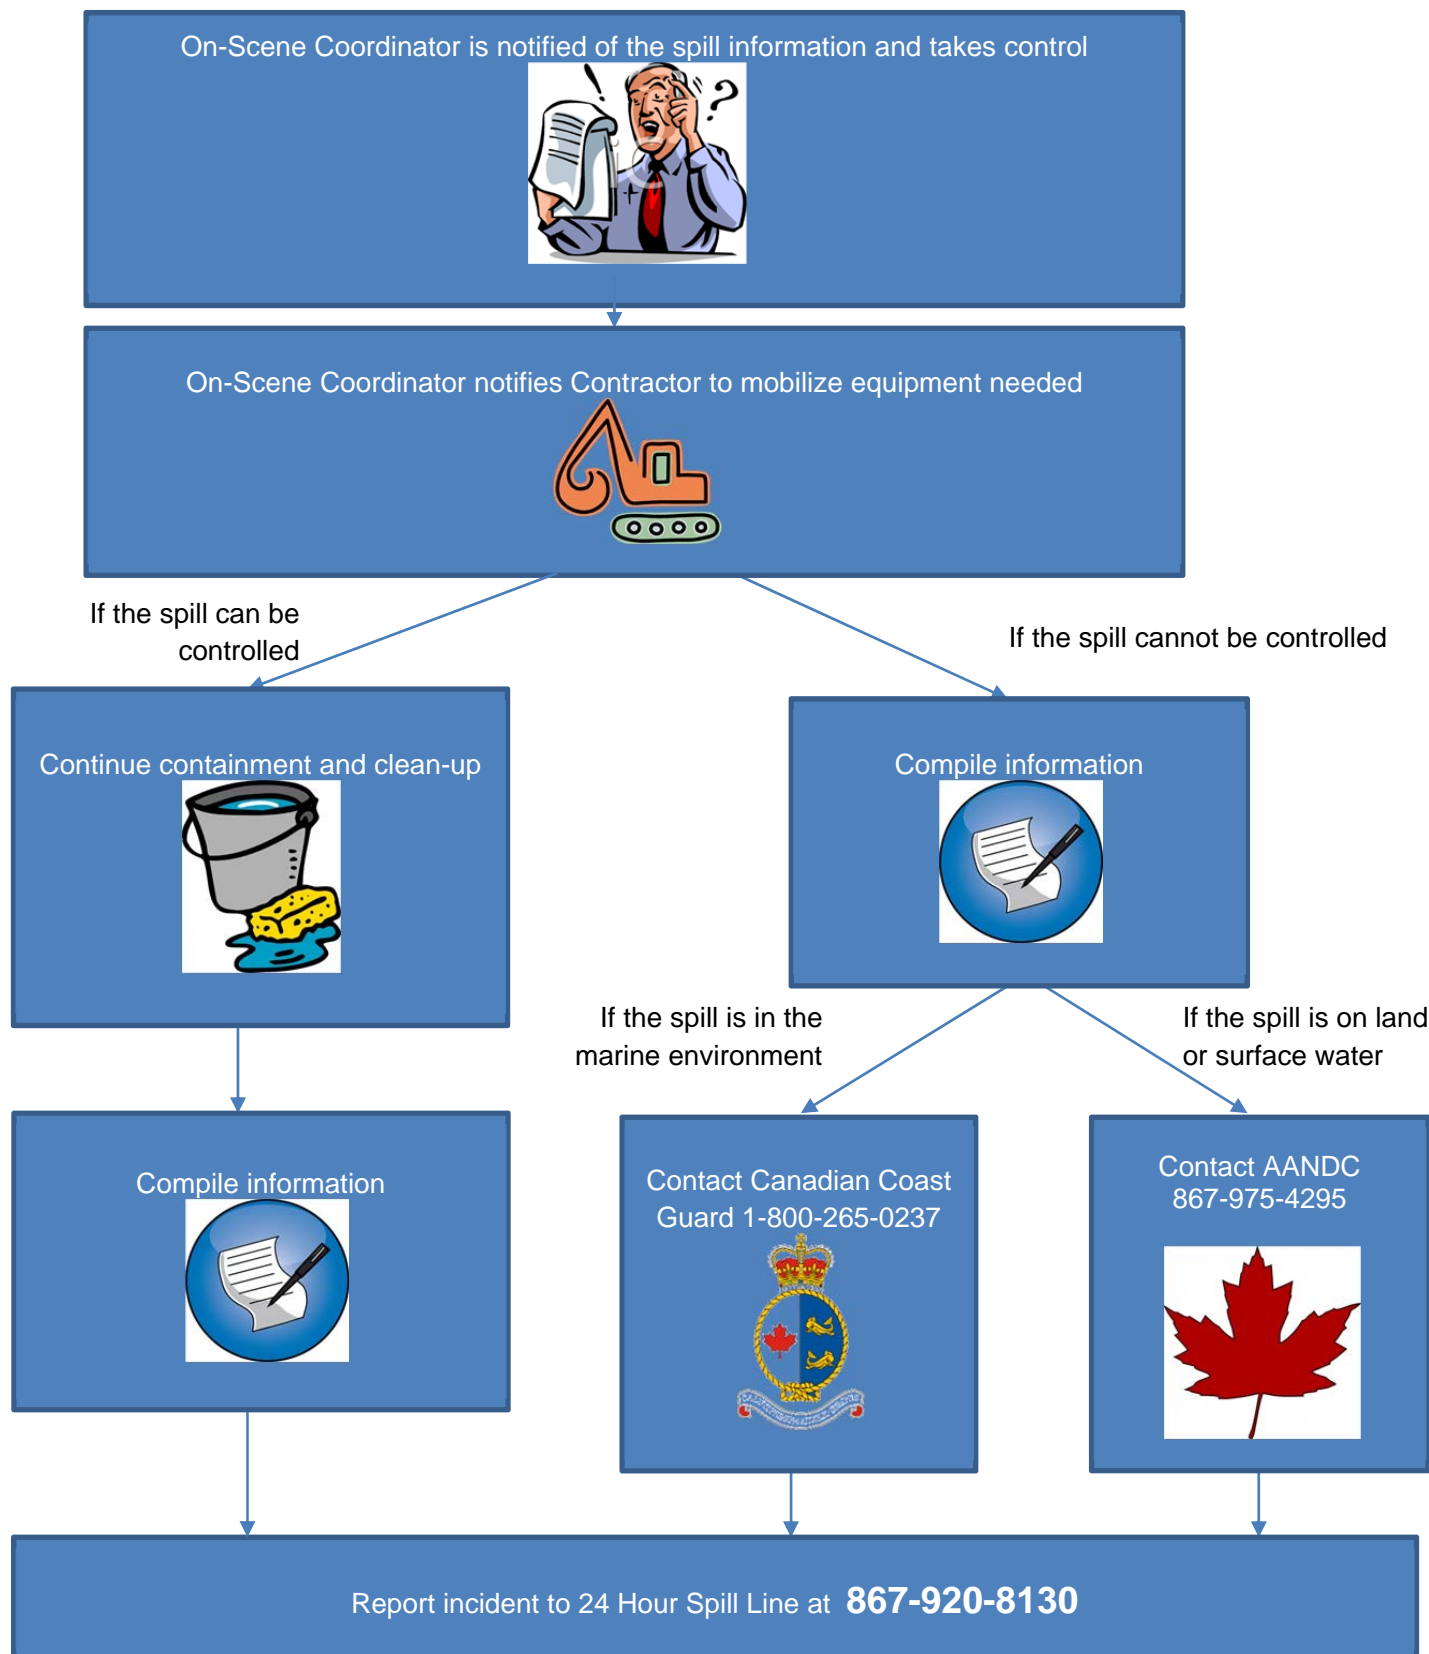 On-Scene Coordinator is notified of the spill information and takes control
! ?
iC
On-Scene Coordinator notifies Contractor to mobilize equipment needed
If the spill can be
controlled
If the spill cannot be controlled
Continue containment and clean-up
Compile information
If the spill is in the
marine environment
If the spill is on land
or surface water
Compile information
Contact Canadian Coast
Guard 1-800-265-0237
Contact AANDC
867-975-4295
Report incident to 24 Hour Spill Line at 867-920-8130